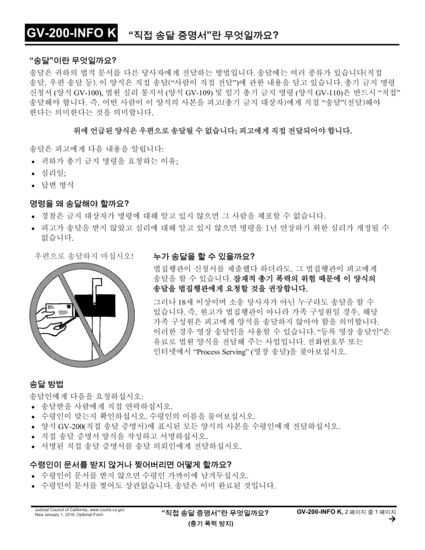 GV-200-INFO K “직접 송달 증명서”란 무엇일까요?
“송달”이란 무엇일까요?
송달은 귀하의 법적 문서를 다른 당사자에게 전달하는 방법입니다. 송달에는 여러 종류가 있습니다(직접
송달, 우편 송달 등). 이 양식은 직접 송달(“사람이 직접 전달”)에 관한 내용을 담고 있습니다. 총기 금지 명령
신청서 (양식 GV-100), 법원 심리 통지서 (양식 GV-109) 및 임기 총기 금지 명령 (양식 GV-110)은 반드시 “직접”
송달해야 합니다. 즉, 어떤 사람이 이 양식의 사본을 피고(총기 금지 대상자)에게 직접 “송달”(전달)해야
한다는 의미한다는 것을 의미합니다.
위에 언급된 양식은 우편으로 송달될 수 없습니다; 피고에게 직접 전달되어야 합니다.
송달은 피고에게 다음 내용을 알립니다:
• 귀하가 총기 금지 명령을 요청하는 이유;
• 심리일;
• 답변 방식
명령을 왜 송달해야 할까요?
• 경찰은 금지 대상자가 명령에 대해 알고 있지 않으면 그 사람을 체포할 수 없습니다.
• 피고가 송달을 받지 않았고 심리에 대해 알고 있지 않으면 명령을 1년 연장하기 위한 심리가 개정될 수
없습니다.
우편으로 송달하지 마십시오!
누가 송달을 할 수 있을까요?
법집행관이 신청서를 제출했다 하더라도, 그 법집행관이 피고에게
송달을 할 수 있습니다. 잠재적 총기 폭력의 위험 때문에 이 양식의
송달을 법집행관에게 요청할 것을 권장합니다.
그러나 18세 이상이며 소송 당사자가 아닌 누구라도 송달을 할 수
있습니다. 즉, 원고가 법집행관이 아니라 가족 구성원일 경우, 해당
가족 구성원은 피고에게 양식을 송달하지 않아야 함을 의미합니다.
이러한 경우 영장 송달인을 사용할 수 있습니다. “등록 영장 송달인”은
유료로 법원 양식을 전달해 주는 사업입니다. 전화번호부 또는
인터넷에서 “Process Serving” (영장 송달)을 찾아보십시오.
송달 방법
송달인에게 다음을 요청하십시오:
• 송달받을 사람에게 직접 연락하십시오.
• 수령인이 맞는지 확인하십시오. 수령인의 이름을 물어보십시오.
• 양식 GV-200(직접 송달 증명서)에 표시된 모든 양식의 사본을 수령인에게 전달하십시오.
• 직접 송달 증명서 양식을 작성하고 서명하십시오.
• 서명된 직접 송달 증명서를 송달 의뢰인에게 전달하십시오.
수령인이 문서를 받지 않거나 찢어버리면 어떻게 할까요?
• 수령인이 문서를 받지 않으면 수령인 가까이에 남겨두십시오.
• 수령인이 문서를 찢어도 상관없습니다. 송달은 이미 완료된 것입니다.
Judicial Council of California, www.courts.ca.gov
New January 1, 2016, Optional Form
“직접 송달 증명서”란 무엇일까요?
(총기 폭력 방지)
GV-200-INFO K, 2 페이지 중 1 페이지
→